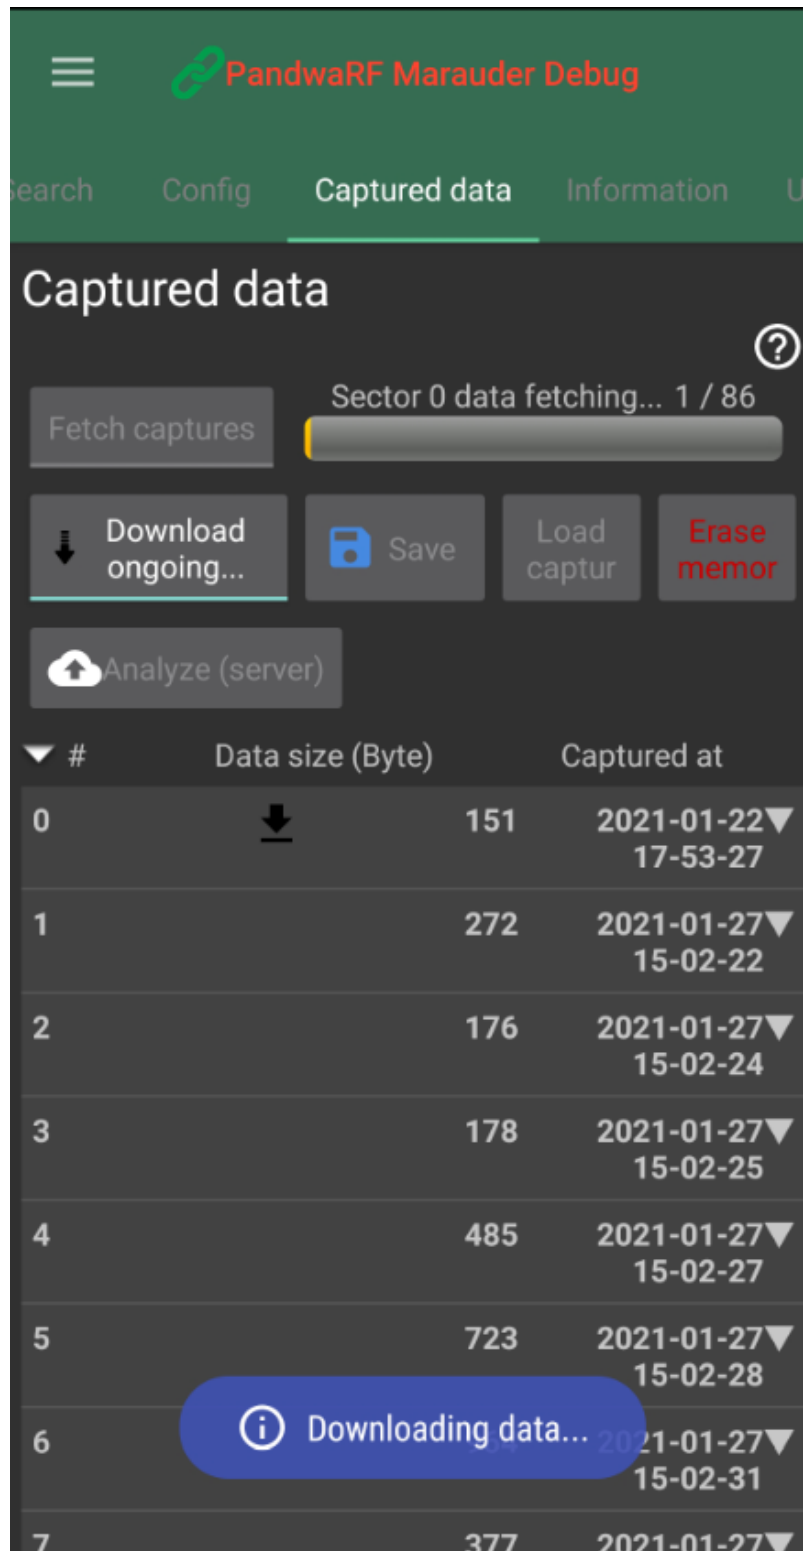 PandwaRF Marauder Debug
Search Config Captured data Information U
Captured data
Sector 0 data fetching... 1 / 86
Fetch captures
Download
ongoing...
Save
Load
captur
Erase
memor
Analyze (server)
# Data size (Byte) Captured at
0 151 2021-01-22
17-53-27
1 272 2021-01-27
15-02-22
2 176 2021-01-27
15-02-24
3 178 2021-01-27
15-02-25
4 485 2021-01-27
15-02-27
5 723 2021-01-27
15-02-28
Downloading data...
6 2021-01-27
15-02-31
7 377 2021-01-27